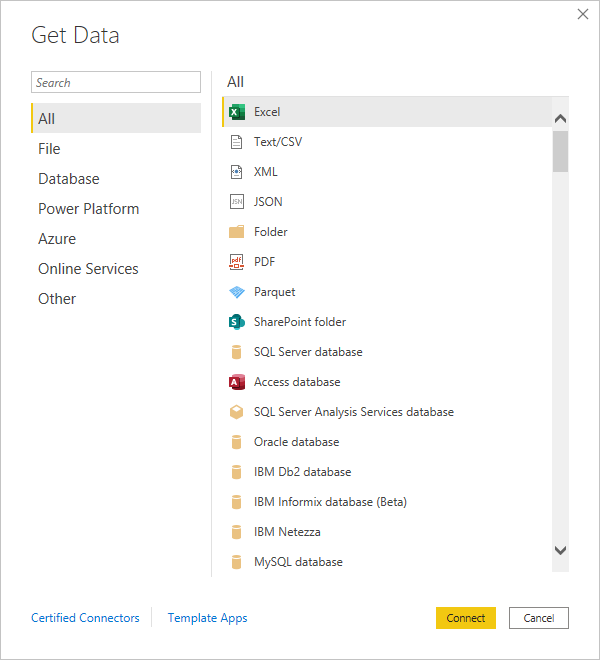 Get Data
Search
All
File
Database
Power Platform
Azure
Online Services
Other
All
Excel
Text/CSV
XML
JSON
Folder
PDF
Parquet
SharePoint folder
SQL Server database
Access database
SQL Server Analysis Services database
Oracle database
IBM Db2 database
IBM Informix database (Beta)
IBM Netezza
MySQL database
Certified Connectors
Template Apps
Connect
Cancel